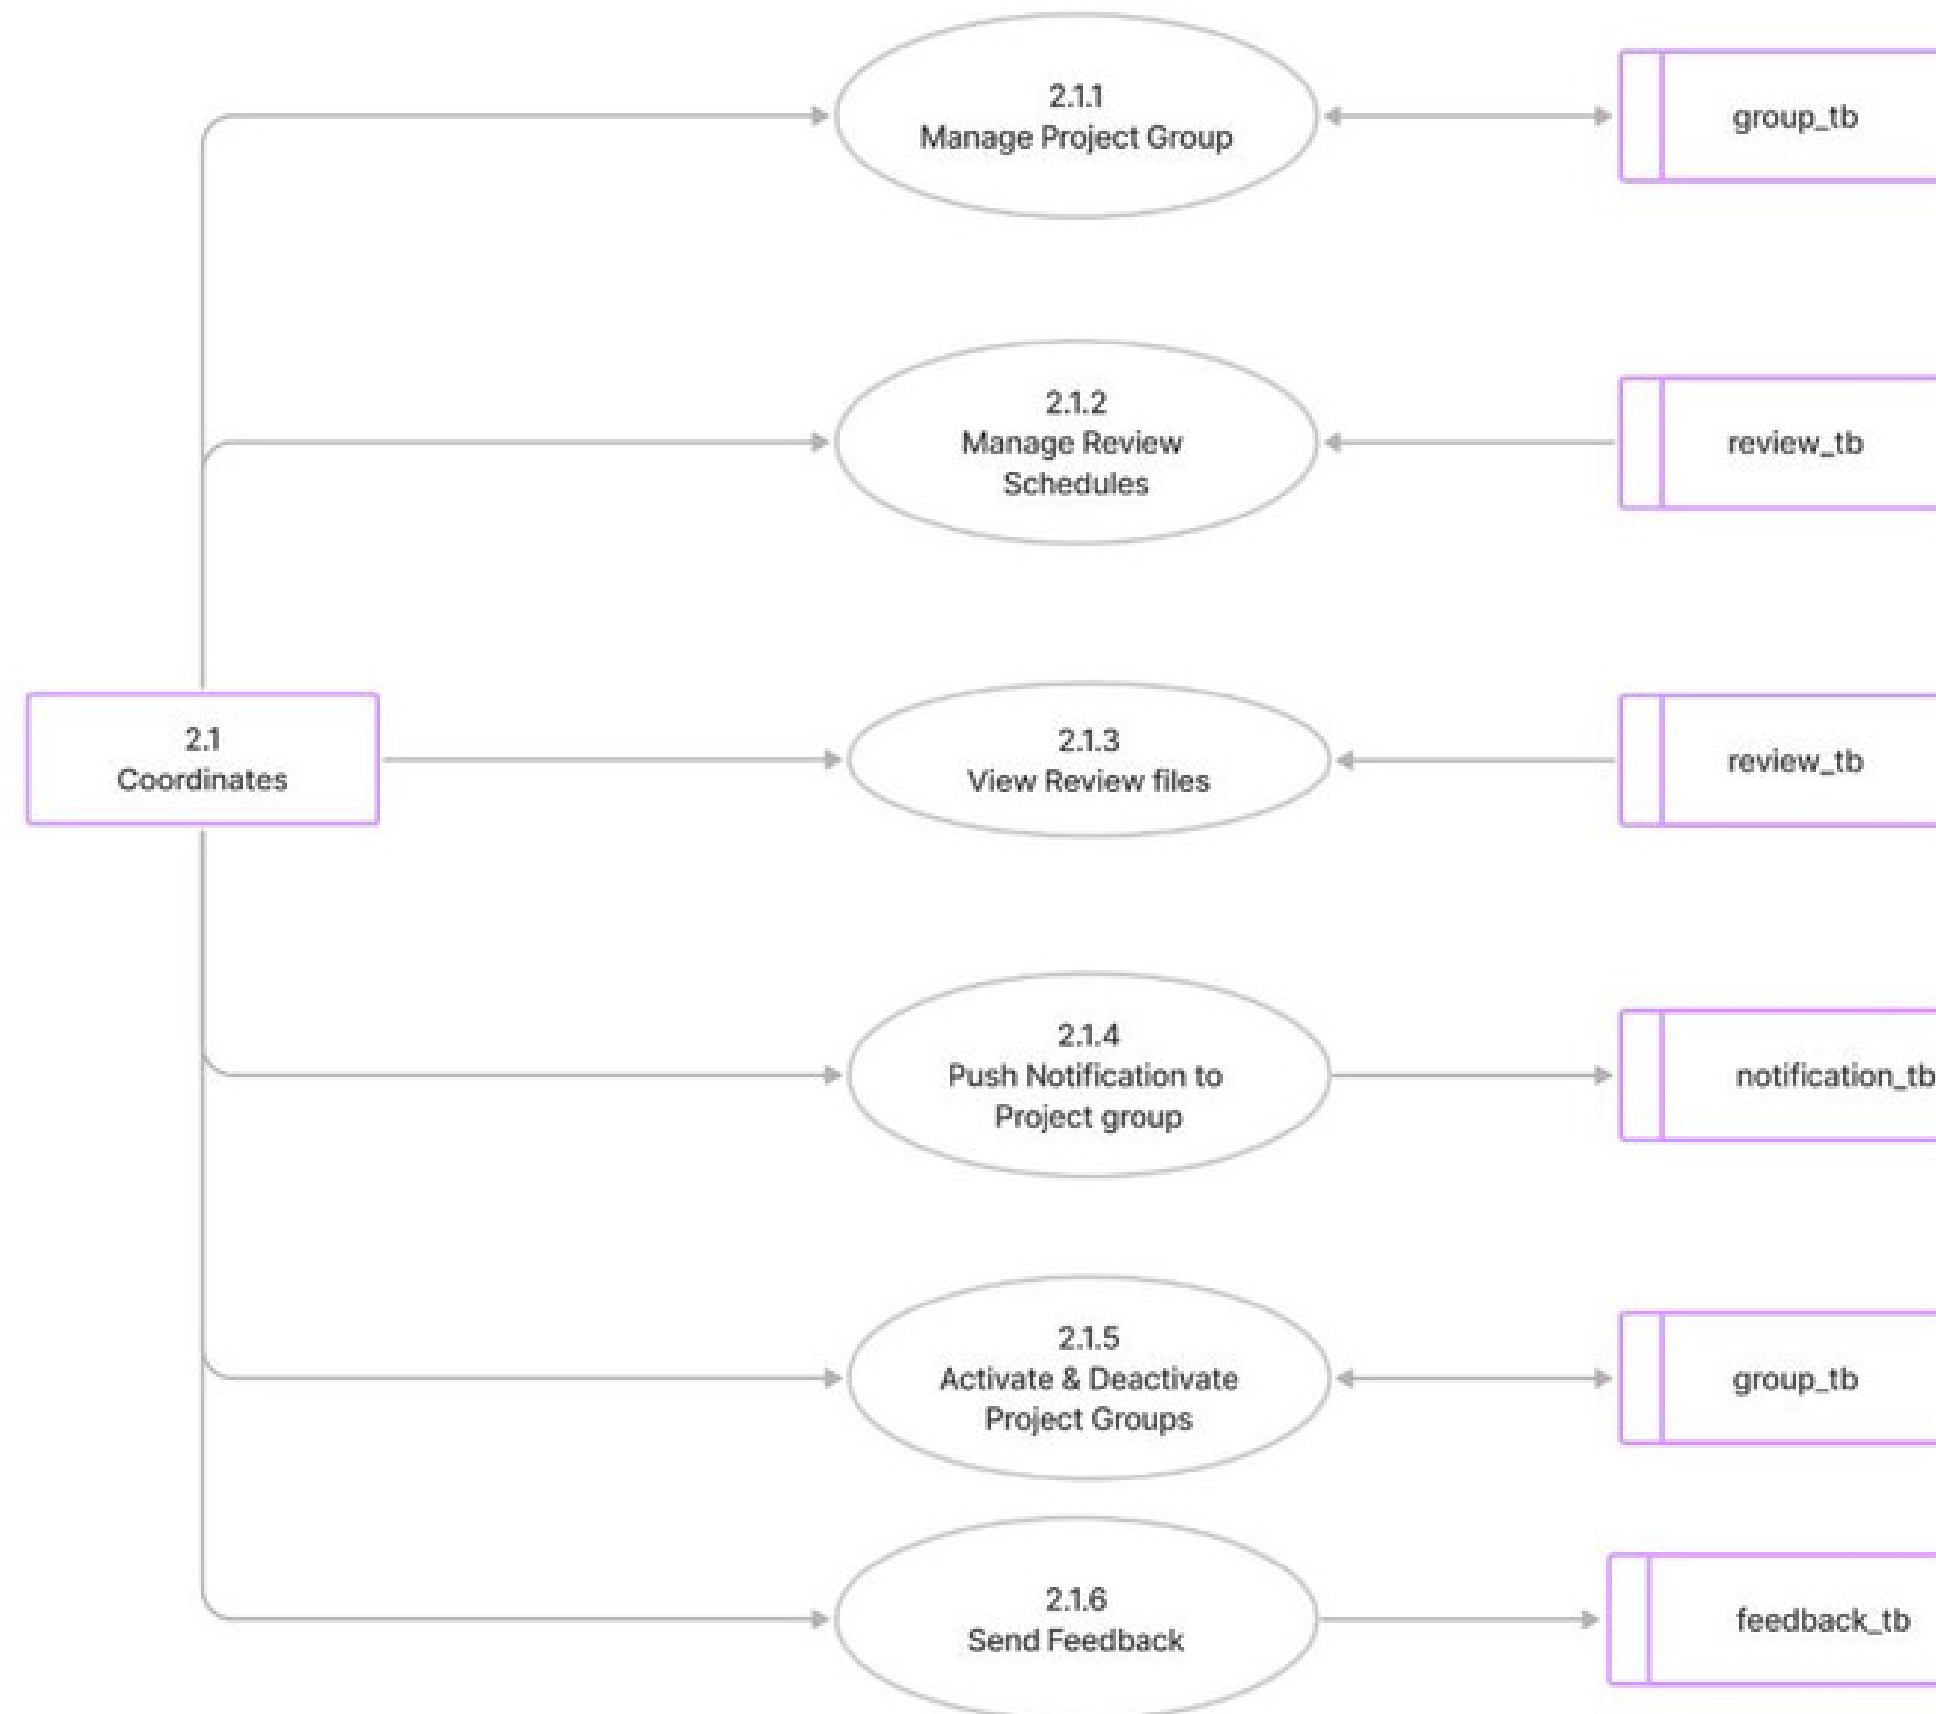 2.1.1
Manage Project Group
group_tb
2.1.2
Manage Review
Schedules
review_tb
2.1
Coordinates
2.1.3
View Review files
review_tb
2.1.4
Push Notification to
Project group
notification_tb
2.1.5
Activate & Deactivate
Project Groups
group_tb
2.1.6
Send Feedback
feedback_tb